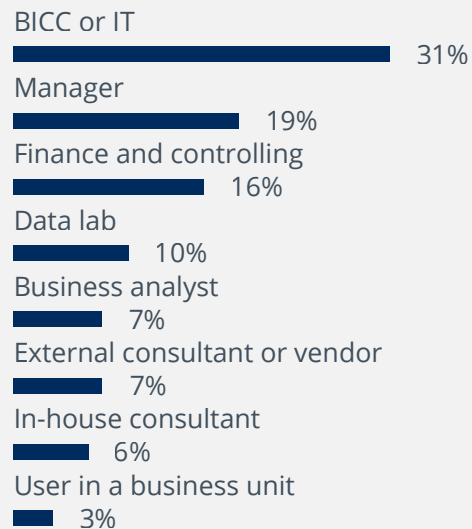 BICC or IT
31%
Manager
19%
Finance and controlling
16%
Data lab
10%
Business analyst
7%
External consultant or vendor
7%
In-house consultant
6%
User in a business unit
3%